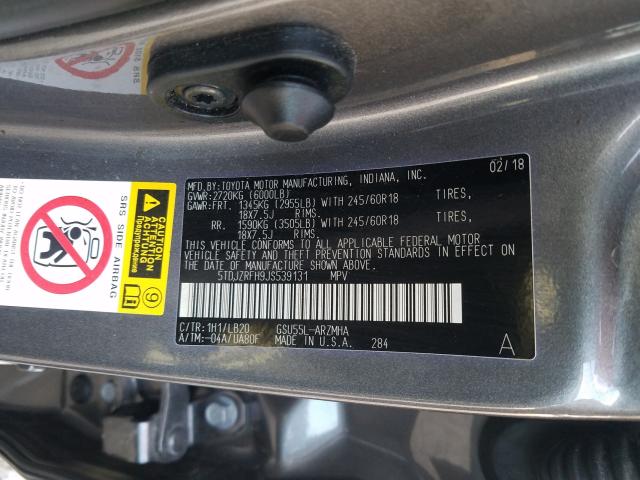 MFD.BY: TOYOTA MOTOR MANUFACTURING, INDIANA, INC. 02/18
GVWR: 2720KG (6000LB)
GAWR:FRT. 1345KG (2955LB) WITH 245/60R18 TIRES,
18X7.5J RIMS.
RR. 1590KG (3505LB) WITH 245/60R18 TIRES,
18X7.5J RIMS.
THIS VEHICLE CONFORMS TO ALL APPLICABLE FEDERAL MOTOR
VEHICLE SAFETY AND THEFT PREVENTION STANDARDS IN EFFECT ON
THE DATE OF MANUFACTURE SHOWN ABOVE.
5TDJZRFH9JS539131 MPV
C/TR: 1H1/LB20 GSU55L-ARZMHA
A/TM: -04A/UA80F MADE IN U.S.A. 284 A
SRS SIDE AIRBAG
CAUTION
ATTENTION
Предупреждение
9